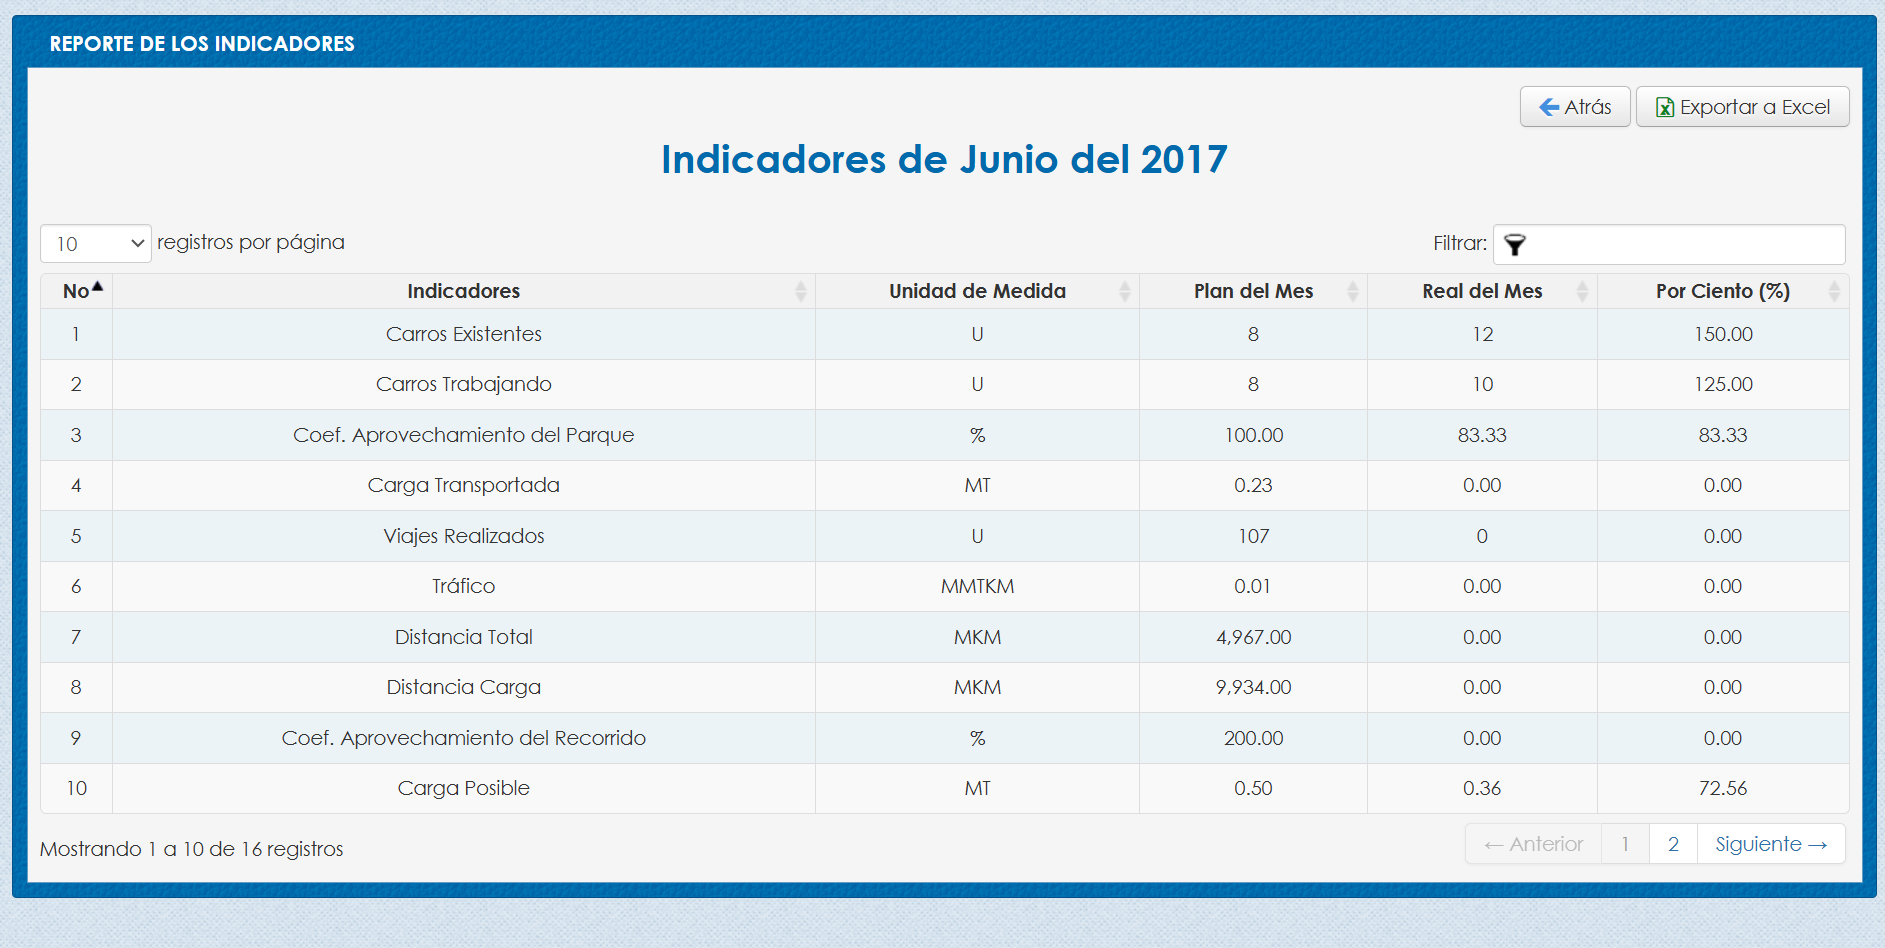 REPORTE DE LOS INDICADORES
Atrás Exportar a Excel
Indicadores de Junio del 2017
10 registros por página Filtrar:
No Indicadores Unidad de Medida Plan del Mes Real del Mes Por Ciento (%)
1 Carros Existentes U 8 12 150.00
2 Carros Trabajando U 8 10 125.00
3 Coef. Aprovechamiento del Parque % 100.00 83.33 83.33
4 Carga Transportada MT 0.23 0.00 0.00
5 Viajes Realizados U 107 0 0.00
6 Tráfico MMTKM 0.01 0.00 0.00
7 Distancia Total MKM 4,967.00 0.00 0.00
8 Distancia Carga MKM 9,934.00 0.00 0.00
9 Coef. Aprovechamiento del Recorrido % 200.00 0.00 0.00
10 Carga Posible MT 0.50 0.36 72.56
Mostrando 1 a 10 de 16 registros ← Anterior 1 2 Siguiente →